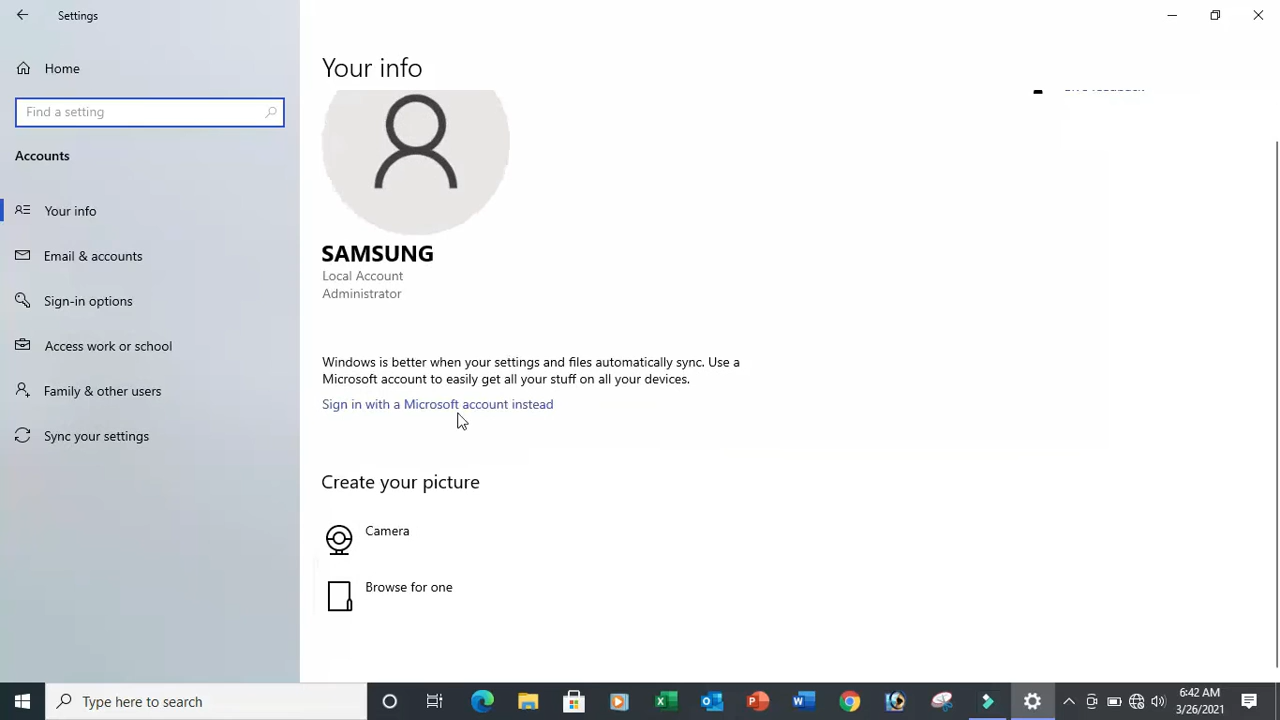 Settings
Home
Find a setting
Accounts
Your info
Email & accounts
Sign-in options
Access work or school
Family & other users
Sync your settings
Your info
SAMSUNG
Local Account
Administrator
Windows is better when your settings and files automatically sync. Use a
Microsoft account to easily get all your stuff on all your devices.
Sign in with a Microsoft account instead
Create your picture
Camera
Browse for one
Type here to search
6:42 AM
3/26/2021